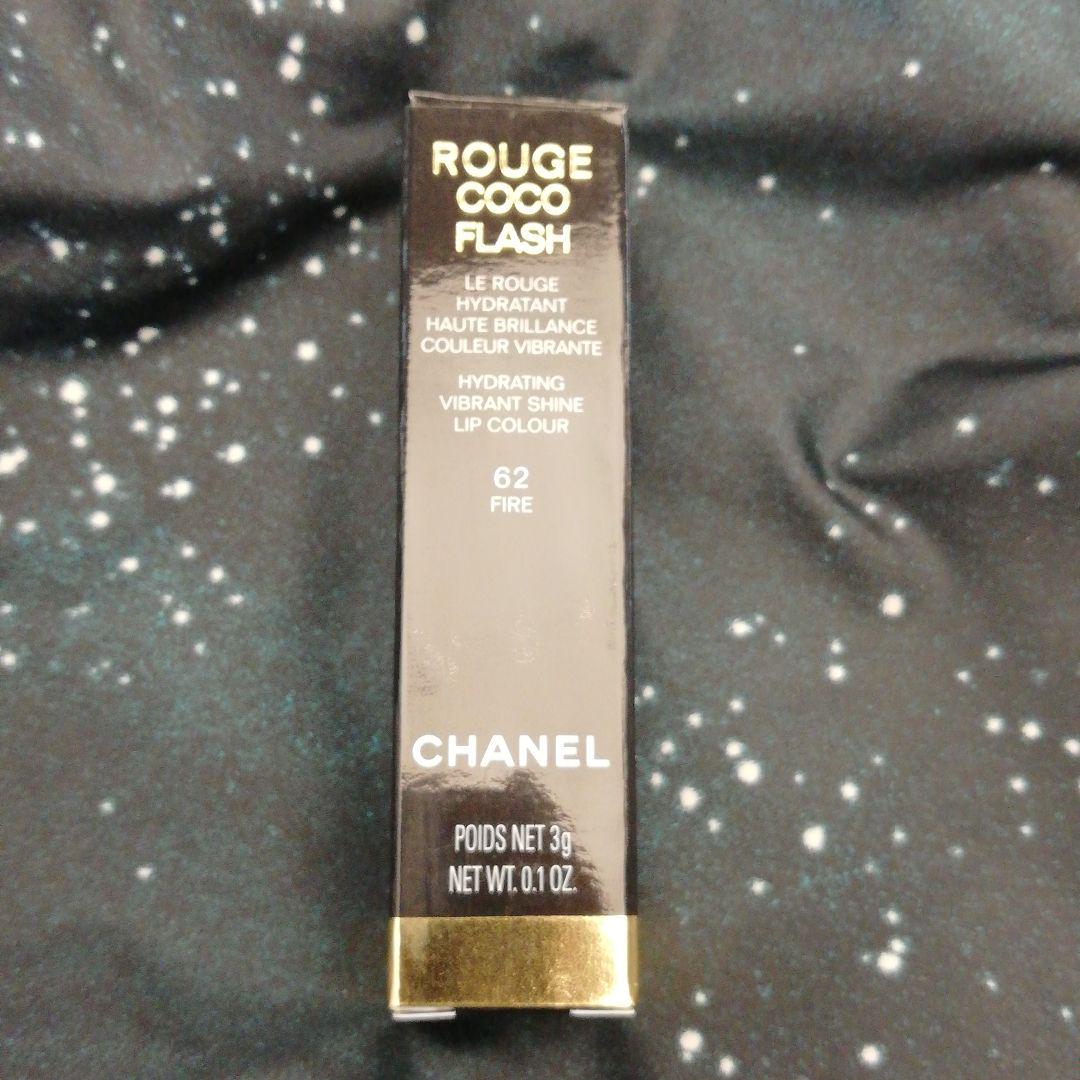 ROUGE
COCO
FLASH
LE ROUGE
HYDRATANT
HAUTE BRILLANCE
COULEUR VIBRANTE
HYDRATING
VIBRANT SHINE
LIP COLOUR
62
FIRE
CHANEL
POIDS NET 3g
NET WT. 0.1 OZ.